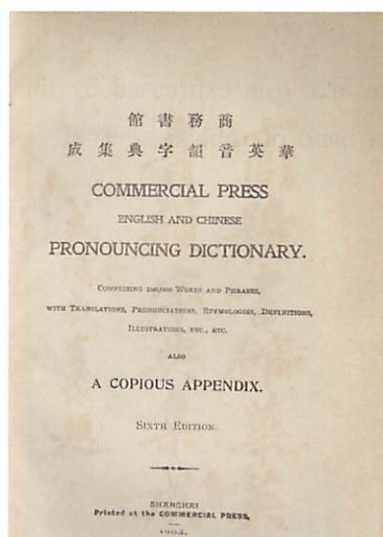 商務書館
華英音韻字典集成
COMMERCIAL PRESS
ENGLISH AND CHINESE
PRONOUNCING DICTIONARY.
COMPRISING 100,000 WORDS AND PHRASES,
WITH TRANSLATIONS, PRONUNCIATIONS, ETYMOLOGIES, DEFINITIONS,
ILLUSTRATIONS, ETC., ETC.
ALSO
A COPIOUS APPENDIX.
SIXTH EDITION.
SHANGHAI
Printed at the COMMERCIAL PRESS,